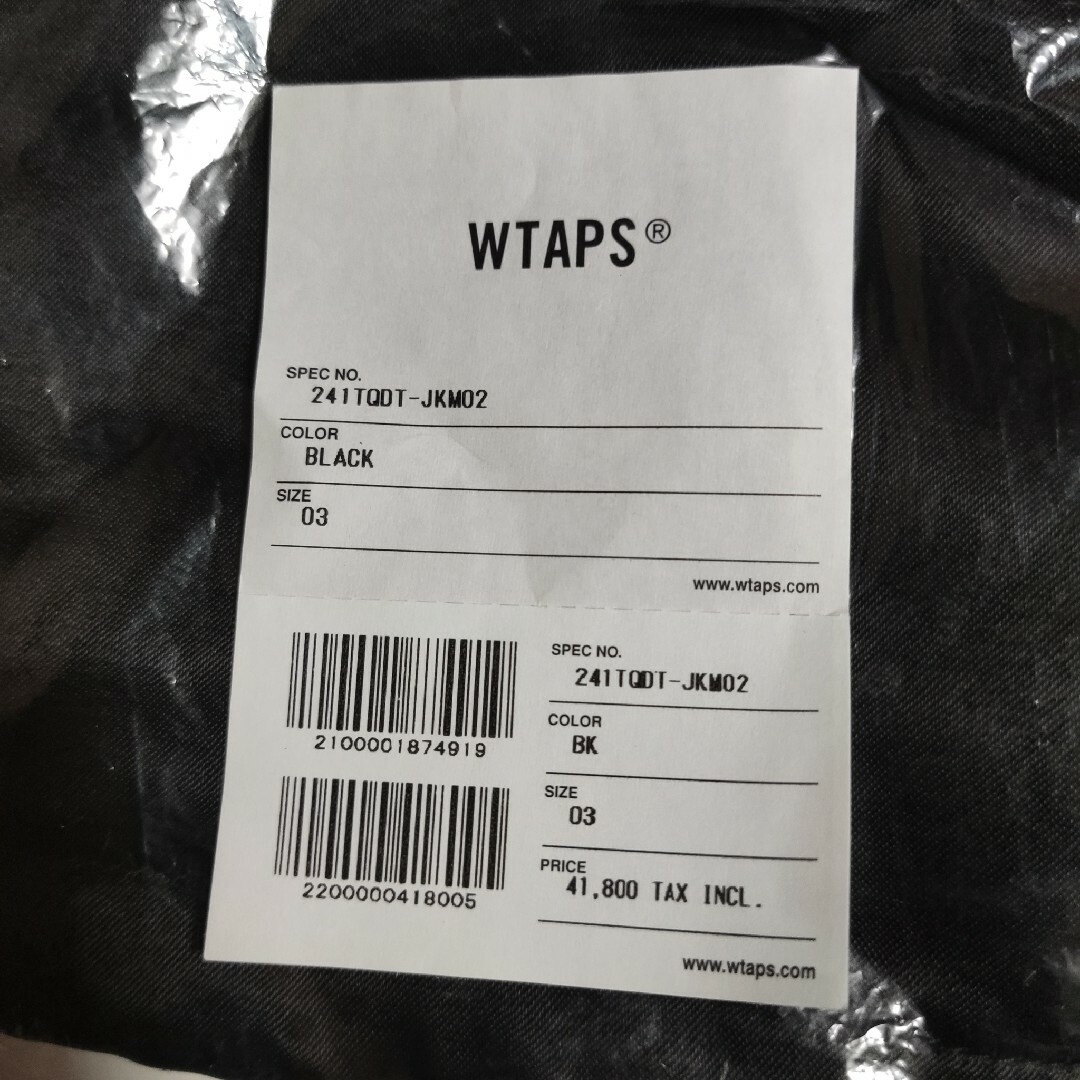 WTAPS®
SPEC NO.
241TQDT-JKM02
COLOR
BLACK
SIZE
03
www.wtaps.com
2100001874919
2200000418005
SPEC NO.
241TQDT-JKM02
COLOR
BK
SIZE
03
PRICE
41,800 TAX INCL.
www.wtaps.com